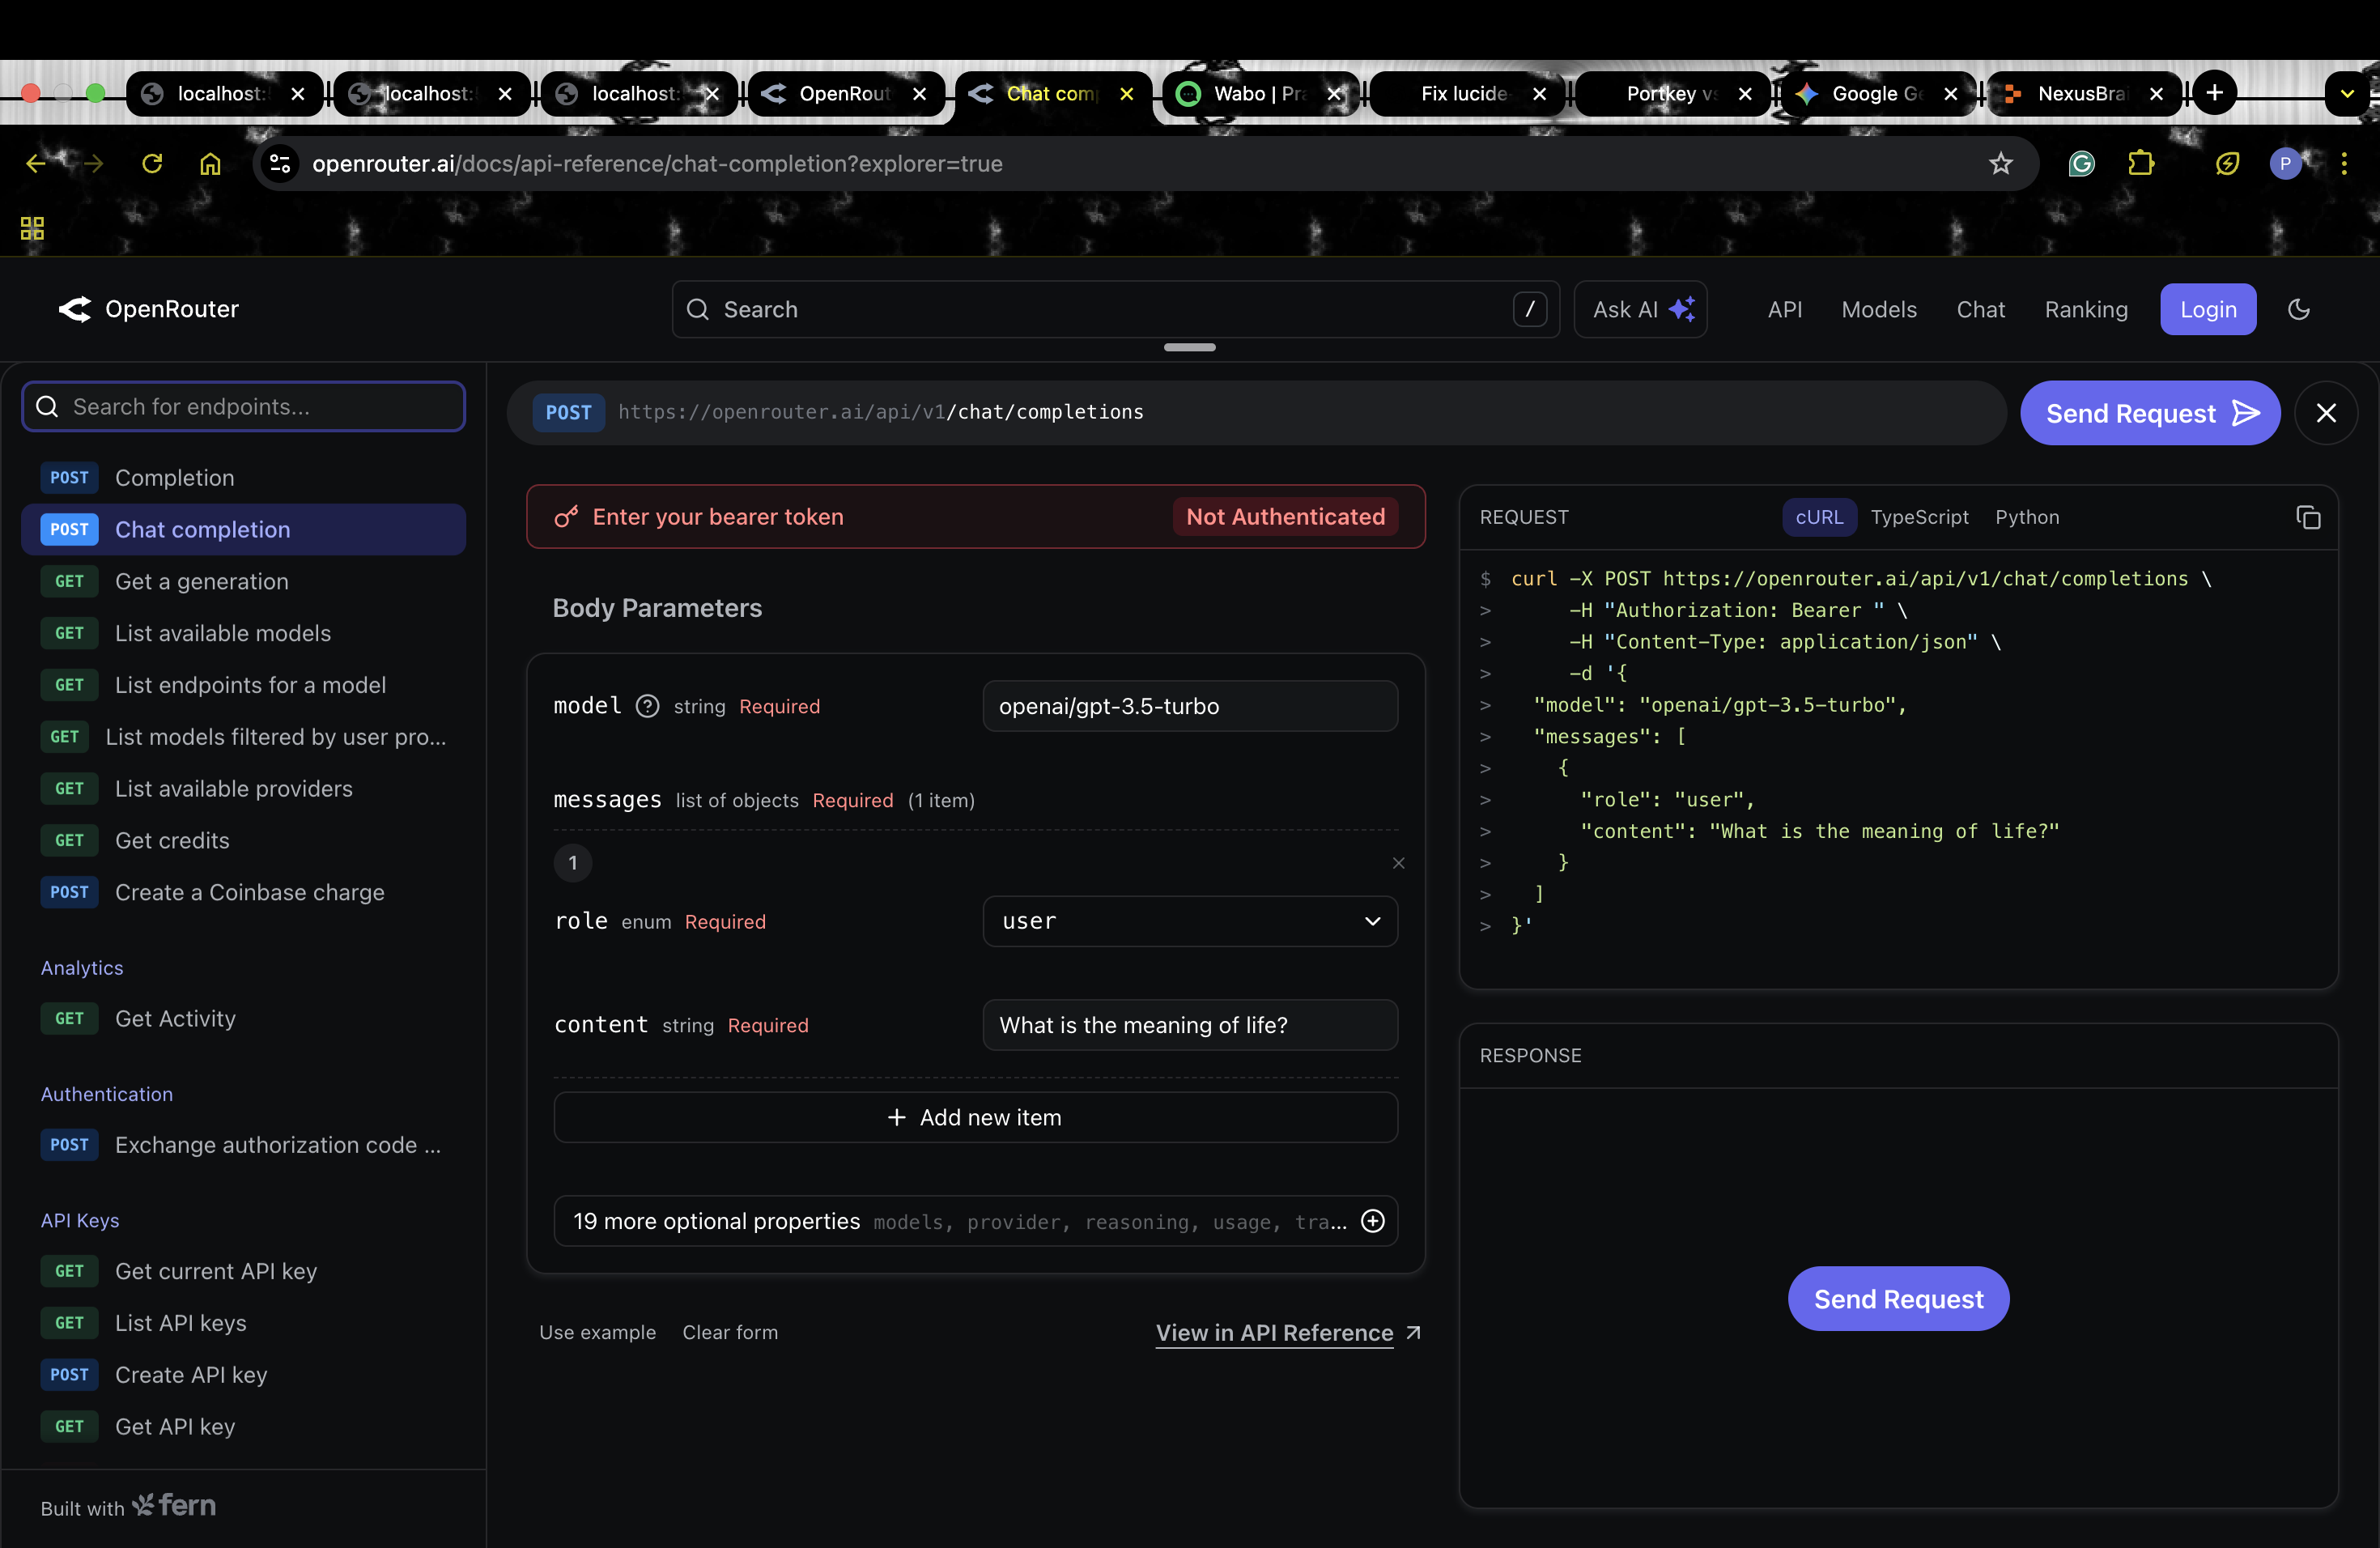 localhost:
localhost:
localhost:
OpenRout
Chat com
Wabo | Pra
Fix lucide-
Portkey vs
Google Ge
NexusBrai
openrouter.ai/docs/api-reference/chat-completion?explorer=true
P
OpenRouter
Search
/
Ask AI
API
Models
Chat
Ranking
Login
Search for endpoints...
POST Completion
POST Chat completion
GET Get a generation
GET List available models
GET List endpoints for a model
GET List models filtered by user pro...
GET List available providers
GET Get credits
POST Create a Coinbase charge
Analytics
GET Get Activity
Authentication
POST Exchange authorization code ...
API Keys
GET Get current API key
GET List API keys
POST Create API key
GET Get API key
Built with fern
POST https://openrouter.ai/api/v1/chat/completions
Send Request
Enter your bearer token
Not Authenticated
Body Parameters
model string Required
openai/gpt-3.5-turbo
messages list of objects Required (1 item)
1
role enum Required
user
content string Required
What is the meaning of life?
+ Add new item
19 more optional properties models, provider, reasoning, usage, tra...
Use example
Clear form
View in API Reference
REQUEST
cURL
TypeScript
Python
$ curl -X POST https://openrouter.ai/api/v1/chat/completions \
> -H "Authorization: Bearer " \
> -H "Content-Type: application/json" \
> -d '{
> "model": "openai/gpt-3.5-turbo",
> "messages": [
> {
> "role": "user",
> "content": "What is the meaning of life?"
> }
> ]
> }'
RESPONSE
Send Request